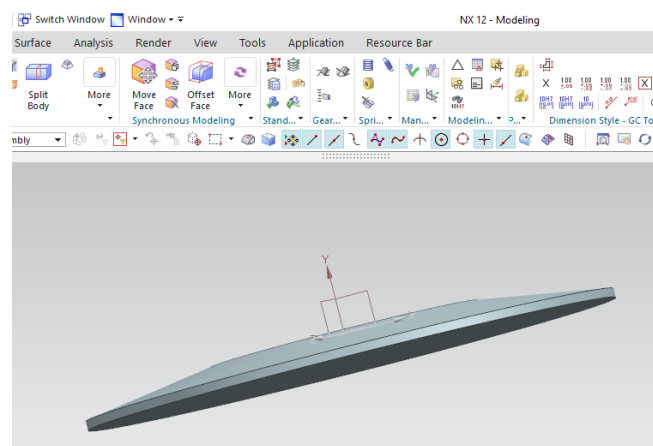 Switch Window Window NX 12 - Modeling
Surface Analysis Render View Tools Application Resource Bar
Split Body More Move Face Offset Face More
Synchronous Modeling Stand... Gear... Spri... Man... Modelin... P... Dimension Style - GC To
mbly
Y